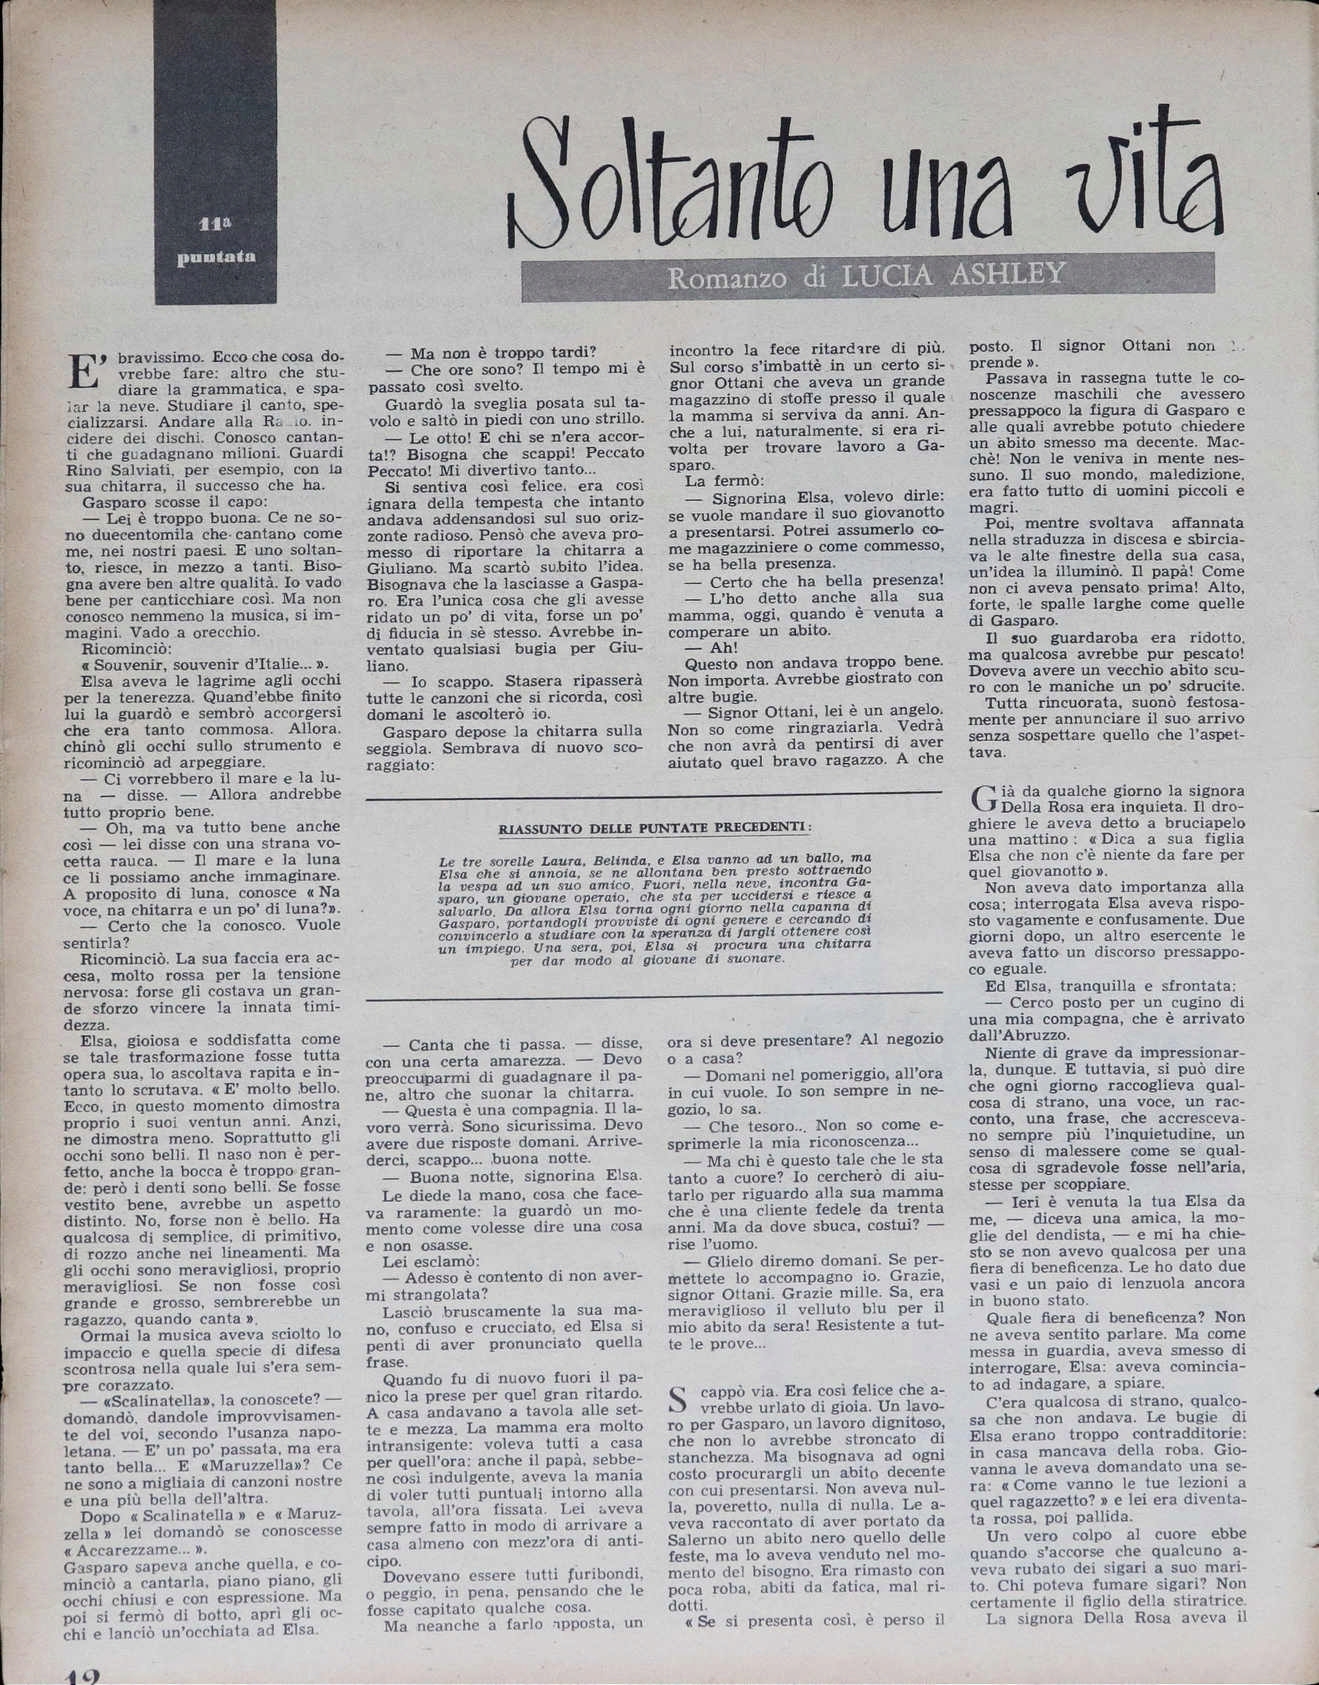 11ª
puntata
Soltanto una vita
Romanzo di LUCIA ASHLEY
E' bravissimo. Ecco che cosa do-
vrebbe fare: altro che stu-
diare la grammatica, e spa-
lar la neve. Studiare il canto, spe-
cializzarsi. Andare alla in-
cidere dei dischi. Conosco cantan-
ti che guadagnano milioni. Guardi
Rino Salviati, per esempio, con la
sua chitarra, il successo che ha.
Gasparo scosse il capo:
— Lei è troppo buona. Ce ne so-
no duecentomila che cantano come
me, nei nostri paesi. E uno soltan-
to, riesce, in mezzo a tanti. Biso-
gna avere ben altre qualità. Io vado
bene per canticchiare così. Ma non
conosco nemmeno la musica, si im-
magini. Vado a orecchio.
Ricominciò:
« Souvenir, souvenir d'Italie... ».
Elsa aveva le lagrime agli occhi
per la tenerezza. Quand'ebbe finito
lui la guardò e sembrò accorgersi
che era tanto commosa. Allora.
chinò gli occhi sullo strumento e
ricominciò ad arpeggiare.
— Ci vorrebbero il mare e la lu-
na — disse. — Allora andrebbe
tutto proprio bene.
— Oh, ma va tutto bene anche
così — lei disse con una strana vo-
cetta rauca. — Il mare e la luna
ce li possiamo anche immaginare.
A proposito di luna, conosce « Na
voce, na chitarra e un po' di luna?».
— Certo che la conosco. Vuole
sentirla?
Ricominciò. La sua faccia era ac-
cesa, molto rossa per la tensione
nervosa: forse gli costava un gran-
de sforzo vincere la innata timi-
dezza.
Elsa, gioiosa e soddisfatta come
se tale trasformazione fosse tutta
opera sua, lo ascoltava rapita e in-
tanto lo scrutava. « E' molto bello.
Ecco, in questo momento dimostra
proprio i suoi ventun anni. Anzi,
ne dimostra meno. Soprattutto gli
occhi sono belli. Il naso non è per-
fetto, anche la bocca è troppo gran-
de: però i denti sono belli. Se fosse
vestito bene, avrebbe un aspetto
distinto. No, forse non è bello. Ha
qualcosa di semplice, di primitivo,
di rozzo anche nei lineamenti. Ma
gli occhi sono meravigliosi, proprio
meravigliosi. Se non fosse così
grande e grosso, sembrerebbe un
ragazzo, quando canta ».
Ormai la musica aveva sciolto lo
impaccio e quella specie di difesa
scontrosa nella quale lui s'era sem-
pre corazzato.
— «Scalinatella», la conoscete? —
domandò, dandole improvvisamen-
te del voi, secondo l'usanza napo-
letana. — E' un po' passata, ma era
tanto bella... E «Maruzzella»? Ce
ne sono a migliaia di canzoni nostre
e una più bella dell'altra.
Dopo « Scalinatella » e « Maruz-
zella » lei domandò se conoscesse
« Accarezzame... ».
Gasparo sapeva anche quella, e co-
minciò a cantarla, piano piano, gli
occhi chiusi e con espressione. Ma
poi si fermò di botto, aprì gli oc-
chi e lanciò un'occhiata ad Elsa.
— Ma non è troppo tardi?
— Che ore sono? Il tempo mi è
passato così svelto.
Guardò la sveglia posata sul ta-
volo e saltò in piedi con uno strillo.
— Le otto! E chi se n'era accor-
ta!? Bisogna che scappi! Peccato
Peccato! Mi divertivo tanto...
Si sentiva così felice, era così
ignara della tempesta che intanto
andava addensandosi sul suo oriz-
zonte radioso. Pensò che aveva pro-
messo di riportare la chitarra a
Giuliano. Ma scartò subito l'idea.
Bisognava che la lasciasse a Gaspa-
ro. Era l'unica cosa che gli avesse
ridato un po' di vita, forse un po'
di fiducia in sè stesso. Avrebbe in-
ventato qualsiasi bugia per Giu-
liano.
— Io scappo. Stasera ripasserà
tutte le canzoni che si ricorda, così
domani le ascolterò io.
Gasparo depose la chitarra sulla
seggiola. Sembrava di nuovo sco-
raggiato:
— Canta che ti passa. — disse,
con una certa amarezza. — Devo
preoccuparmi di guadagnare il pa-
ne, altro che suonar la chitarra.
— Questa è una compagnia. Il la-
voro verrà. Sono sicurissima. Devo
avere due risposte domani. Arrive-
derci, scappo... buona notte.
— Buona notte, signorina Elsa.
Le diede la mano, cosa che face-
va raramente: la guardò un mo-
mento come volesse dire una cosa
e non osasse.
Lei esclamò:
— Adesso è contento di non aver-
mi strangolata?
Lasciò bruscamente la sua ma-
no, confuso e crucciato, ed Elsa si
pentì di aver pronunciato quella
frase.
Quando fu di nuovo fuori il pa-
nico la prese per quel gran ritardo.
A casa andavano a tavola alle set-
te e mezza. La mamma era molto
intransigente: voleva tutti a casa
per quell'ora: anche il papà, sebbe-
ne così indulgente, aveva la mania
di voler tutti puntuali intorno alla
tavola, all'ora fissata. Lei aveva
sempre fatto in modo di arrivare a
casa almeno con mezz'ora di anti-
cipo.
Dovevano essere tutti furibondi,
o peggio, in pena, pensando che le
fosse capitato qualche cosa.
Ma neanche a farlo apposta, un
incontro la fece ritardare di più.
Sul corso s'imbattè in un certo si-
gnor Ottani che aveva un grande
magazzino di stoffe presso il quale
la mamma si serviva da anni. An-
che a lui, naturalmente, si era ri-
volta per trovare lavoro a Ga-
sparo.
La fermò:
— Signorina Elsa, volevo dirle:
se vuole mandare il suo giovanotto
a presentarsi. Potrei assumerlo co-
me magazziniere o come commesso,
se ha bella presenza.
— Certo che ha bella presenza!
— L'ho detto anche alla sua
mamma, oggi, quando è venuta a
comperare un abito.
— Ah!
Questo non andava troppo bene.
Non importa. Avrebbe giostrato con
altre bugie.
— Signor Ottani, lei è un angelo.
Non so come ringraziarla. Vedrà
che non avrà da pentirsi di aver
aiutato quel bravo ragazzo. A che
ora si deve presentare? Al negozio
o a casa?
— Domani nel pomeriggio, all'ora
in cui vuole. Io son sempre in ne-
gozio, lo sa.
— Che tesoro... Non so come e-
sprimerle la mia riconoscenza...
— Ma chi è questo tale che le sta
tanto a cuore? Io cercherò di aiu-
tarlo per riguardo alla sua mamma
che è una cliente fedele da trenta
anni. Ma da dove sbuca, costui? —
rise l'uomo.
— Glielo diremo domani. Se per-
mettete lo accompagno io. Grazie,
signor Ottani. Grazie mille. Sa, era
meraviglioso il velluto blu per il
mio abito da sera! Resistente a tut-
te le prove...
Scappò via. Era così felice che a-
vrebbe urlato di gioia. Un lavo-
ro per Gasparo, un lavoro dignitoso,
che non lo avrebbe stroncato di
stanchezza. Ma bisognava ad ogni
costo procurargli un abito decente
con cui presentarsi. Non aveva nul-
la, poveretto, nulla di nulla. Le a-
veva raccontato di aver portato da
Salerno un abito nero quello delle
feste, ma lo aveva venduto nel mo-
mento del bisogno. Era rimasto con
poca roba, abiti da fatica, mal ri-
dotti.
« Se si presenta così, è perso il
posto. Il signor Ottani non
prende ».
Passava in rassegna tutte le co-
noscenze maschili che avessero
pressappoco la figura di Gasparo e
alle quali avrebbe potuto chiedere
un abito smesso ma decente. Mac-
chè! Non le veniva in mente nes-
suno. Il suo mondo, maledizione,
era fatto tutto di uomini piccoli e
magri.
Poi, mentre svoltava affannata
nella straduzza in discesa e sbircia-
va le alte finestre della sua casa,
un'idea la illuminò. Il papà! Come
non ci aveva pensato prima! Alto,
forte, le spalle larghe come quelle
di Gasparo.
Il suo guardaroba era ridotto,
ma qualcosa avrebbe pur pescato!
Doveva avere un vecchio abito scu-
ro con le maniche un po' sdrucite.
Tutta rincuorata, suonò festosa-
mente per annunciare il suo arrivo
senza sospettare quello che l'aspet-
tava.
Già da qualche giorno la signora
Della Rosa era inquieta. Il dro-
ghiere le aveva detto a bruciapelo
una mattino: « Dica a sua figlia
Elsa che non c'è niente da fare per
quel giovanotto ».
Non aveva dato importanza alla
cosa; interrogata Elsa aveva rispo-
sto vagamente e confusamente. Due
giorni dopo, un altro esercente le
aveva fatto un discorso pressappo-
co eguale.
Ed Elsa, tranquilla e sfrontata:
— Cerco posto per un cugino di
una mia compagna, che è arrivato
dall'Abruzzo.
Niente di grave da impressionar-
la, dunque. E tuttavia, si può dire
che ogni giorno raccoglieva qual-
cosa di strano, una voce, un rac-
conto, una frase, che accresceva-
no sempre più l'inquietudine, un
senso di malessere come se qual-
cosa di sgradevole fosse nell'aria,
stesse per scoppiare.
— Ieri è venuta la tua Elsa da
me, — diceva una amica, la mo-
glie del dendista, — e mi ha chie-
sto se non avevo qualcosa per una
fiera di beneficenza. Le ho dato due
vasi e un paio di lenzuola ancora
in buono stato.
Quale fiera di beneficenza? Non
ne aveva sentito parlare. Ma come
messa in guardia, aveva smesso di
interrogare, Elsa: aveva comincia-
to ad indagare, a spiare.
C'era qualcosa di strano, qualco-
sa che non andava. Le bugie di
Elsa erano troppo contradditorie:
in casa mancava della roba. Gio-
vanna le aveva domandato una se-
ra: « Come vanno le tue lezioni a
quel ragazzetto? » e lei era diventa-
ta rossa, poi pallida.
Un vero colpo al cuore ebbe
quando s'accorse che qualcuno a-
veva rubato dei sigari a suo mari-
to. Chi poteva fumare sigari? Non
certamente il figlio della stiratrice.
La signora Della Rosa aveva il
RIASSUNTO DELLE PUNTATE PRECEDENTI:
Le tre sorelle Laura, Belinda, e Elsa vanno ad un ballo, ma
Elsa che si annoia, se ne allontana ben presto sottraendo
la vespa ad un suo amico. Fuori, nella neve, incontra Ga-
sparo, un giovane operaio, che sta per uccidersi e riesce a
salvarlo. Da allora Elsa torna ogni giorno nella capanna di
Gasparo, portandogli provviste di ogni genere e cercando di
convincerlo a studiare con la speranza di fargli ottenere così
un impiego. Una sera, poi, Elsa si procura una chitarra
per dar modo al giovane di suonare.
12